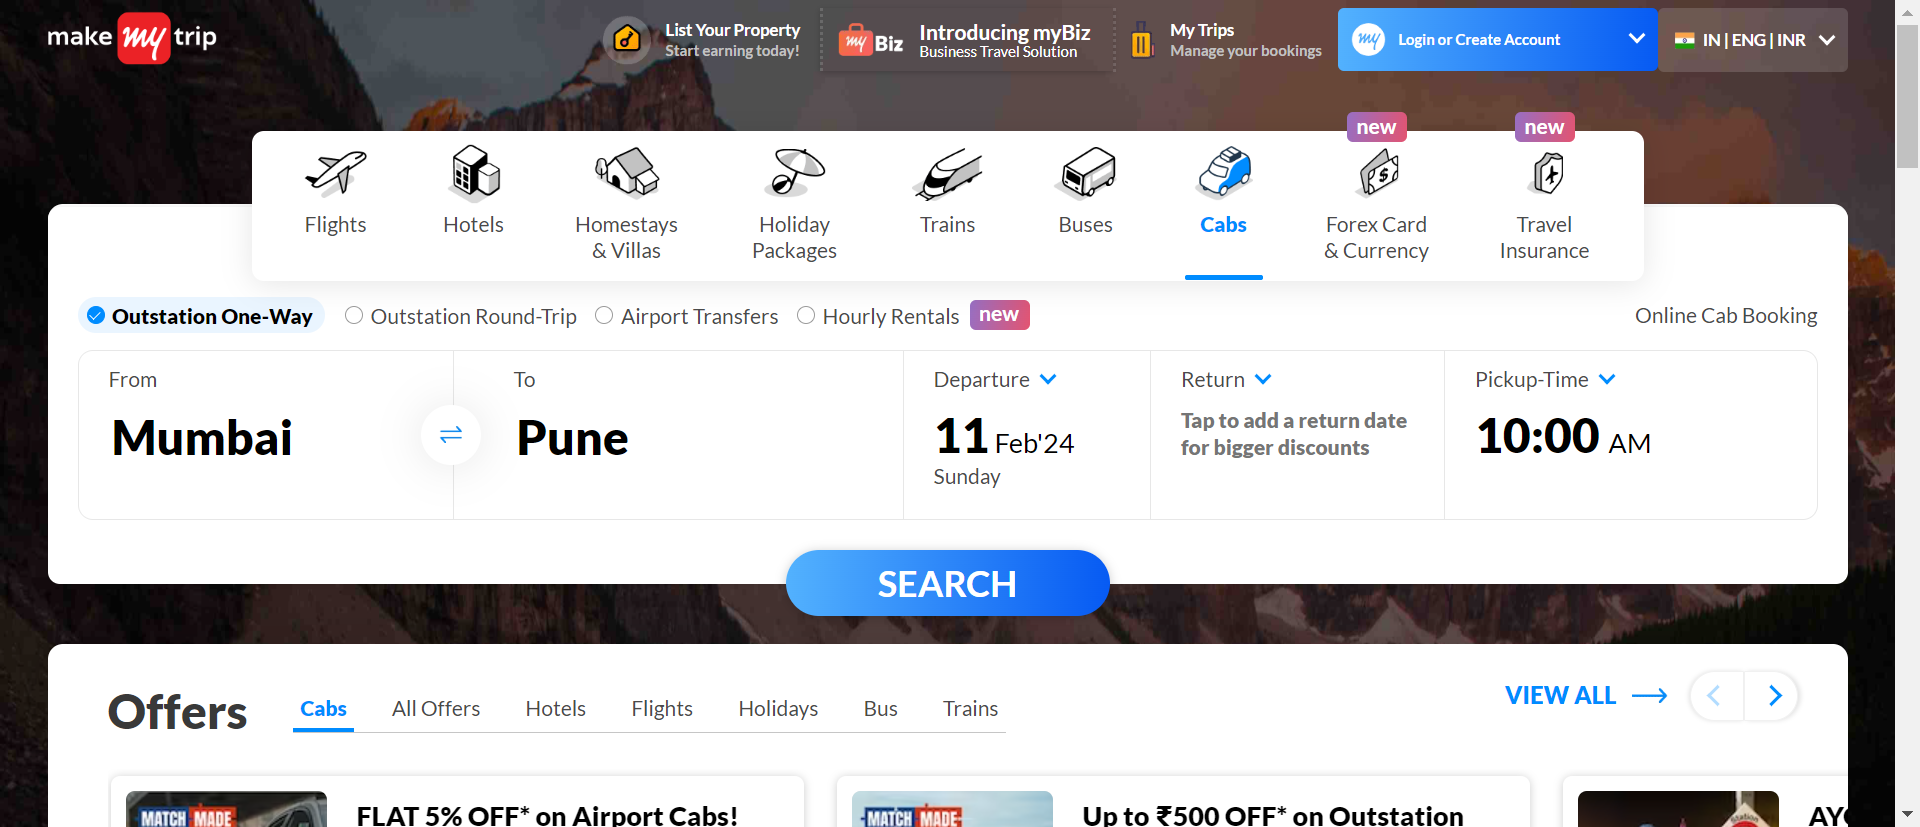 make my trip
List Your Property
Start earning today!
my Biz
Introducing myBiz
Business Travel Solution
My Trips
Manage your bookings
my
Login or Create Account
IN | ENG | INR
new
new
Flights
Hotels
Homestays
& Villas
Holiday
Packages
Trains
Buses
Cabs
Forex Card
& Currency
Travel
Insurance
Outstation One-Way
Outstation Round-Trip
Airport Transfers
Hourly Rentals
new
Online Cab Booking
From
Mumbai
To
Pune
Departure
11 Feb'24
Sunday
Return
Tap to add a return date
for bigger discounts
Pickup-Time
10:00 AM
SEARCH
Offers
Cabs
All Offers
Hotels
Flights
Holidays
Bus
Trains
VIEW ALL
MATCH MADE
FLAT 5% OFF* on Airport Cabs!
MATCH MADE
Up to ₹500 OFF* on Outstation